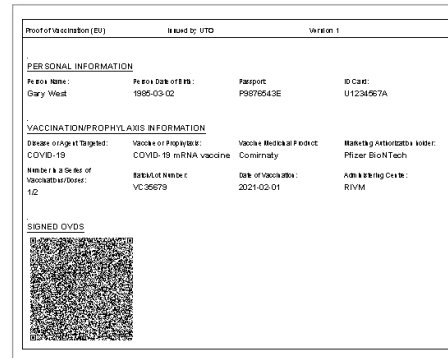 Proof of Vaccination (EU) Issued by UTO Version 1
PERSONAL INFORMATION
Person Name: Person Date of Birth: Passport: ID Card:
Gary West 1985-03-02 P9876543E U1234567A
VACCINATION/PROPHYLAXIS INFORMATION
Disease or Agent Targeted: Vaccine or Prophylaxis: Vaccine Medicinal Product: Marketing Authorization holder:
COVID-19 COVID-19 mRNA vaccine Comirnaty Pfizer BioNTech
Number in a Series of Batch/Lot Number: Date of Vaccination: Administering Centre:
Vaccinations/Doses: VC35679 2021-02-01 RIVM
1/2
SIGNED OVDS